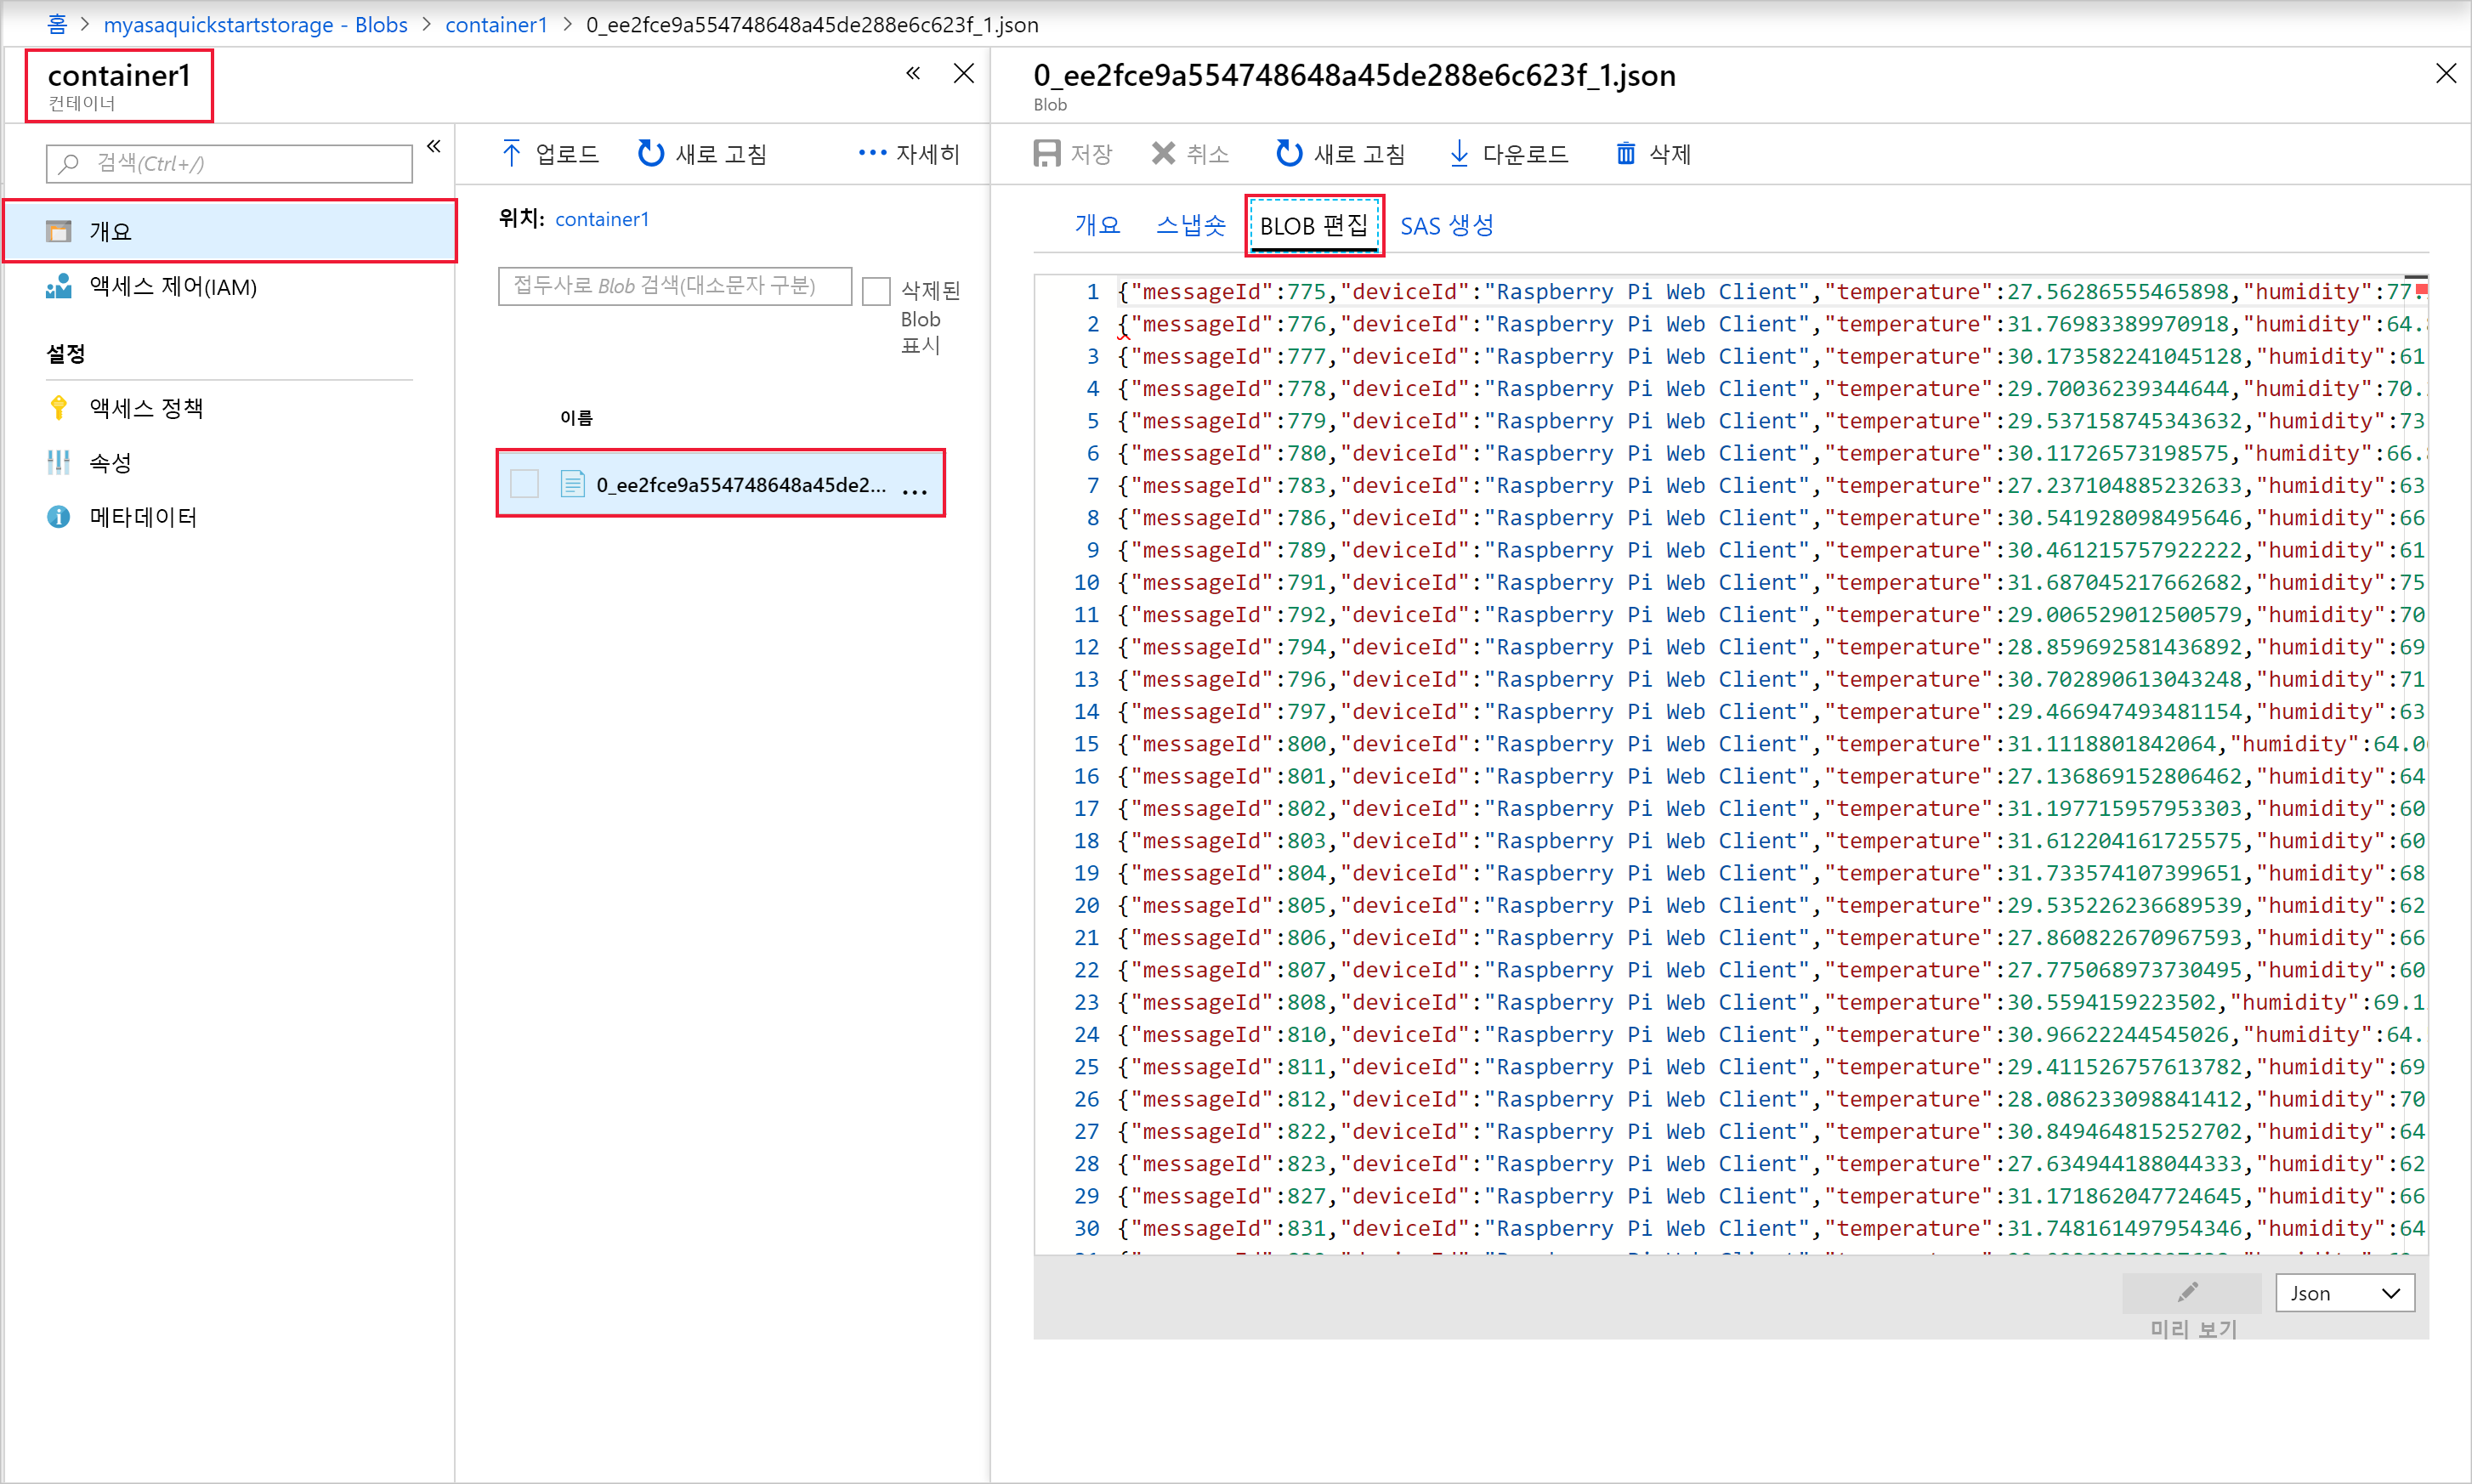 홈 > myasaquickstartstorage - Blobs > container1 > 0_ee2fce9a554748648a45de288e6c623f_1.json
container1
컨테이너
검색(Ctrl+/)
개요
액세스 제어(IAM)
설정
액세스 정책
속성
메타데이터
업로드 새로 고침 ... 자세히
위치: container1
접두사로 Blob 검색(대소문자 구분)
삭제된
Blob
표시
이름
0_ee2fce9a554748648a45de2... ...
0_ee2fce9a554748648a45de288e6c623f_1.json
Blob
저장 취소 새로 고침 다운로드 삭제
개요 스냅숏 BLOB 편집 SAS 생성
1 {"messageId":775,"deviceId":"Raspberry Pi Web Client","temperature":27.56286555465898,"humidity":77.
2 {"messageId":776,"deviceId":"Raspberry Pi Web Client","temperature":31.76983389970918,"humidity":64.
3 {"messageId":777,"deviceId":"Raspberry Pi Web Client","temperature":30.173582241045128,"humidity":61
4 {"messageId":778,"deviceId":"Raspberry Pi Web Client","temperature":29.70036239344644,"humidity":70.
5 {"messageId":779,"deviceId":"Raspberry Pi Web Client","temperature":29.537158745343632,"humidity":73
6 {"messageId":780,"deviceId":"Raspberry Pi Web Client","temperature":30.11726573198575,"humidity":66.
7 {"messageId":783,"deviceId":"Raspberry Pi Web Client","temperature":27.237104885232633,"humidity":63
8 {"messageId":786,"deviceId":"Raspberry Pi Web Client","temperature":30.541928098495646,"humidity":66
9 {"messageId":789,"deviceId":"Raspberry Pi Web Client","temperature":30.461215757922222,"humidity":61
10 {"messageId":791,"deviceId":"Raspberry Pi Web Client","temperature":31.687045217662682,"humidity":75
11 {"messageId":792,"deviceId":"Raspberry Pi Web Client","temperature":29.0065290125005​79,"humidity":70
12 {"messageId":794,"deviceId":"Raspberry Pi Web Client","temperature":28.859692581436892,"humidity":69
13 {"messageId":796,"deviceId":"Raspberry Pi Web Client","temperature":30.702890613043248,"humidity":71
14 {"messageId":797,"deviceId":"Raspberry Pi Web Client","temperature":29.466947493481154,"humidity":63
15 {"messageId":800,"deviceId":"Raspberry Pi Web Client","temperature":31.1118801842064,"humidity":64.0
16 {"messageId":801,"deviceId":"Raspberry Pi Web Client","temperature":27.136869152806462,"humidity":64
17 {"messageId":802,"deviceId":"Raspberry Pi Web Client","temperature":31.197715957953303,"humidity":60
18 {"messageId":803,"deviceId":"Raspberry Pi Web Client","temperature":31.612204161725575,"humidity":60
19 {"messageId":804,"deviceId":"Raspberry Pi Web Client","temperature":31.733574107399651,"humidity":68
20 {"messageId":805,"deviceId":"Raspberry Pi Web Client","temperature":29.535226236689539,"humidity":62
21 {"messageId":806,"deviceId":"Raspberry Pi Web Client","temperature":27.860822670967593,"humidity":66
22 {"messageId":807,"deviceId":"Raspberry Pi Web Client","temperature":27.775068973730495,"humidity":60
23 {"messageId":808,"deviceId":"Raspberry Pi Web Client","temperature":30.5594159223502,"humidity":69.1
24 {"messageId":810,"deviceId":"Raspberry Pi Web Client","temperature":30.96622244545026,"humidity":64.
25 {"messageId":811,"deviceId":"Raspberry Pi Web Client","temperature":29.411526757613782,"humidity":69
26 {"messageId":812,"deviceId":"Raspberry Pi Web Client","temperature":28.086233098841412,"humidity":70
27 {"messageId":822,"deviceId":"Raspberry Pi Web Client","temperature":30.849464815252702,"humidity":64
28 {"messageId":823,"deviceId":"Raspberry Pi Web Client","temperature":27.634944188044333,"humidity":62
29 {"messageId":827,"deviceId":"Raspberry Pi Web Client","temperature":31.171862047724645,"humidity":66
30 {"messageId":831,"deviceId":"Raspberry Pi Web Client","temperature":31.748161497954346,"humidity":64
Json
미리 보기